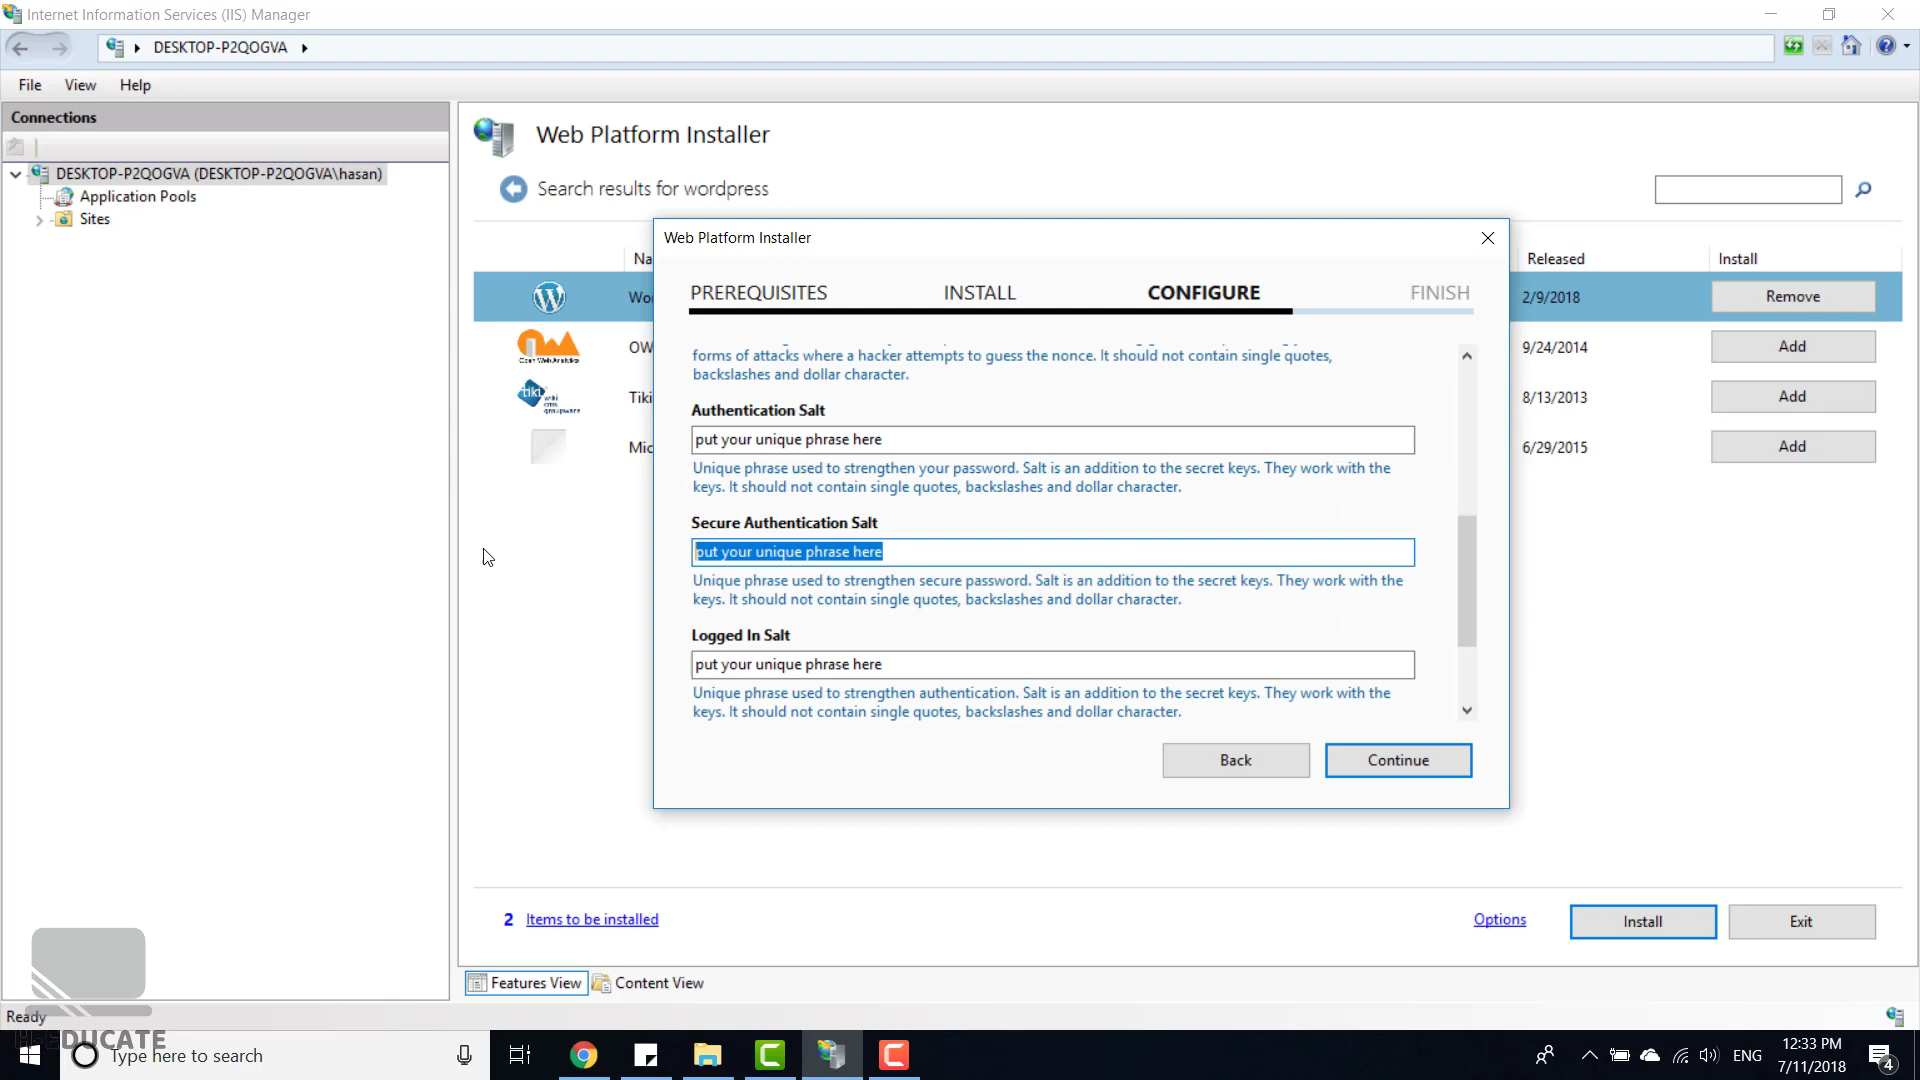 Internet Information Services (IIS) Manager
DESKTOP-P2QOGVA
File View Help
Connections
DESKTOP-P2QOGVA (DESKTOP-P2QOGVA\hasan)
Application Pools
Sites
Web Platform Installer
Search results for wordpress
Na
Released
Install
Wo
2/9/2018
Remove
OW
9/24/2014
Add
Tiki
8/13/2013
Add
Mic
6/29/2015
Add
Web Platform Installer
PREREQUISITES INSTALL CONFIGURE FINISH
forms of attacks where a hacker attempts to guess the nonce. It should not contain single quotes,
backslashes and dollar character.
Authentication Salt
put your unique phrase here
Unique phrase used to strengthen your password. Salt is an addition to the secret keys. They work with the
keys. It should not contain single quotes, backslashes and dollar character.
Secure Authentication Salt
put your unique phrase here
Unique phrase used to strengthen secure password. Salt is an addition to the secret keys. They work with the
keys. It should not contain single quotes, backslashes and dollar character.
Logged In Salt
put your unique phrase here
Unique phrase used to strengthen authentication. Salt is an addition to the secret keys. They work with the
keys. It should not contain single quotes, backslashes and dollar character.
Back Continue
2 Items to be installed
Options
Install
Exit
Features View Content View
Ready
H-EDUCATE
Type here to search
ENG
12:33 PM
7/11/2018
4